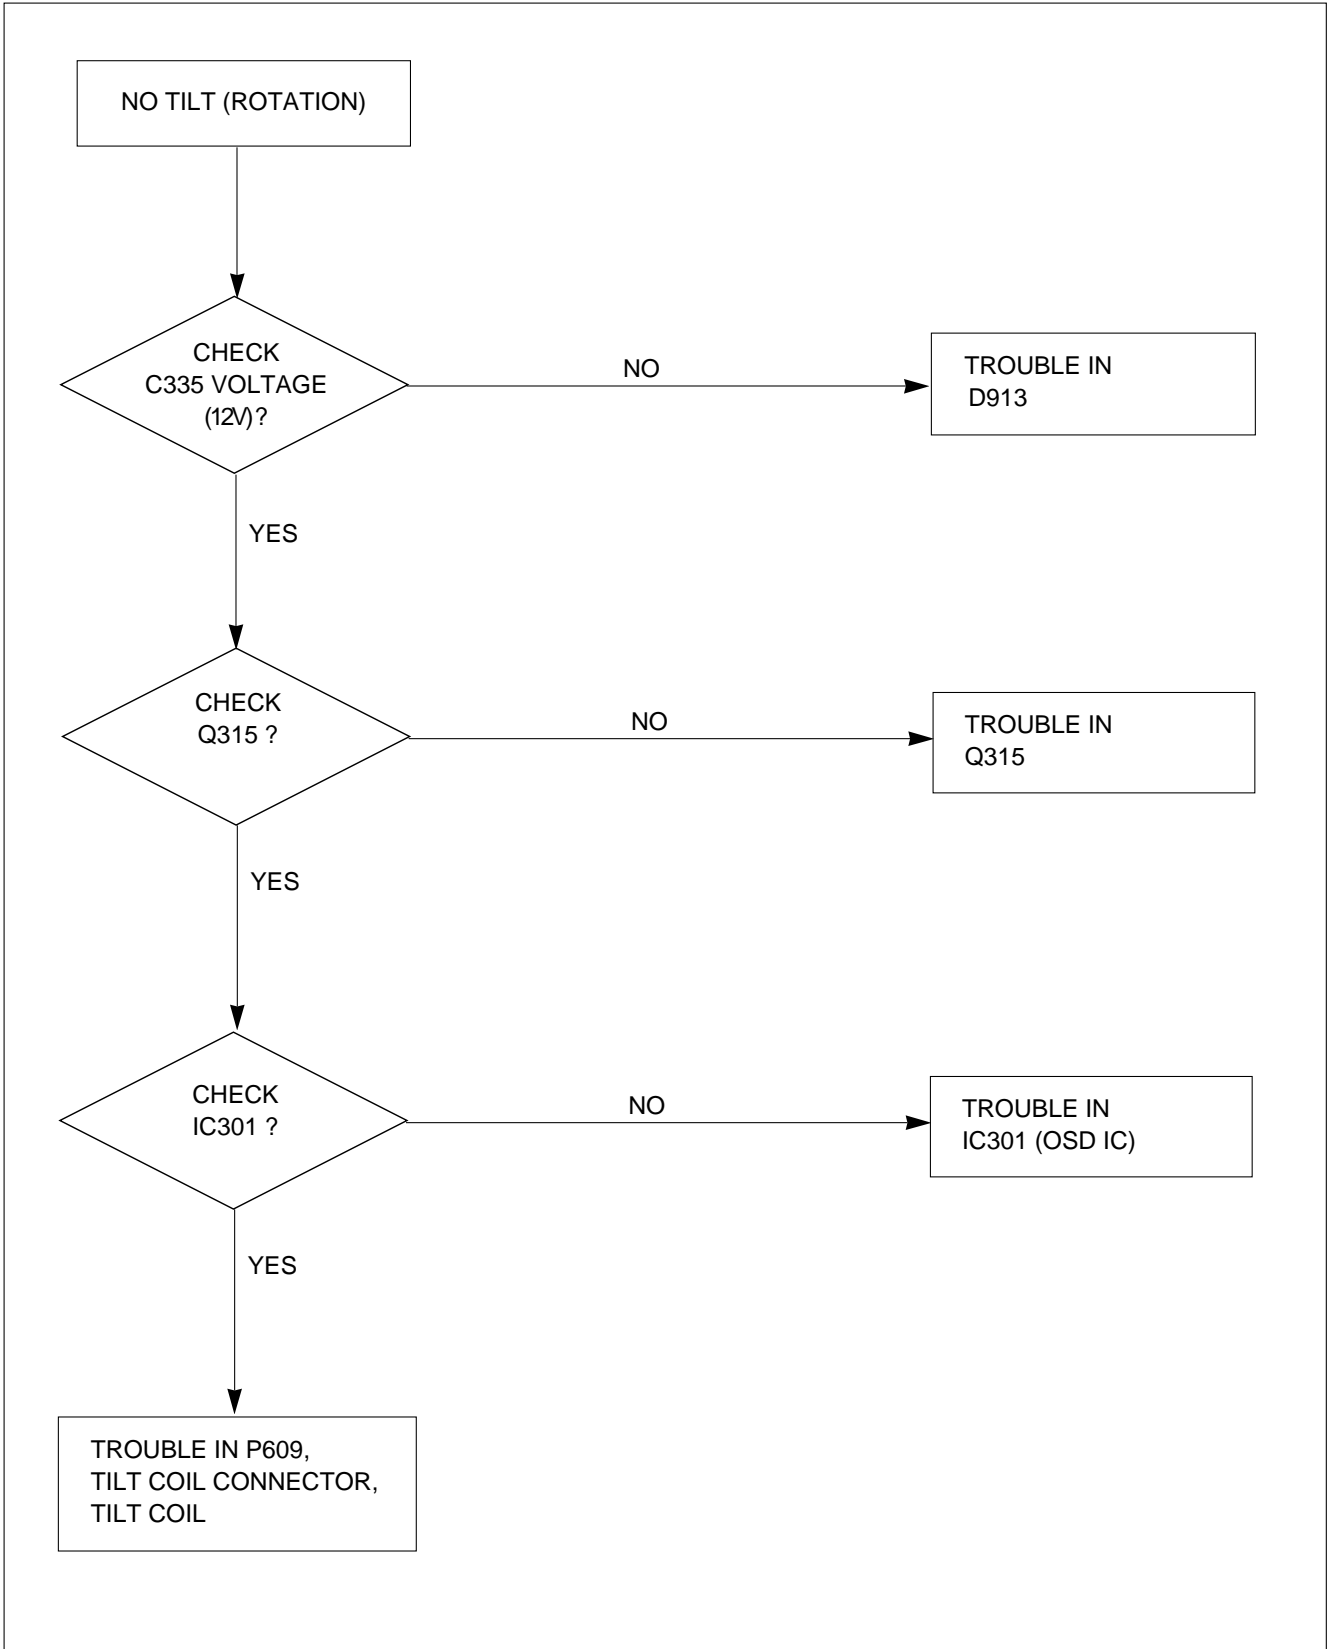 NO TILT (ROTATION)
CHECK
C335 VOLTAGE
(12V)?
NO
TROUBLE IN
D913
YES
CHECK
Q315 ?
NO
TROUBLE IN
Q315
YES
CHECK
IC301 ?
NO
TROUBLE IN
IC301 (OSD IC)
YES
TROUBLE IN P609,
TILT COIL CONNECTOR,
TILT COIL